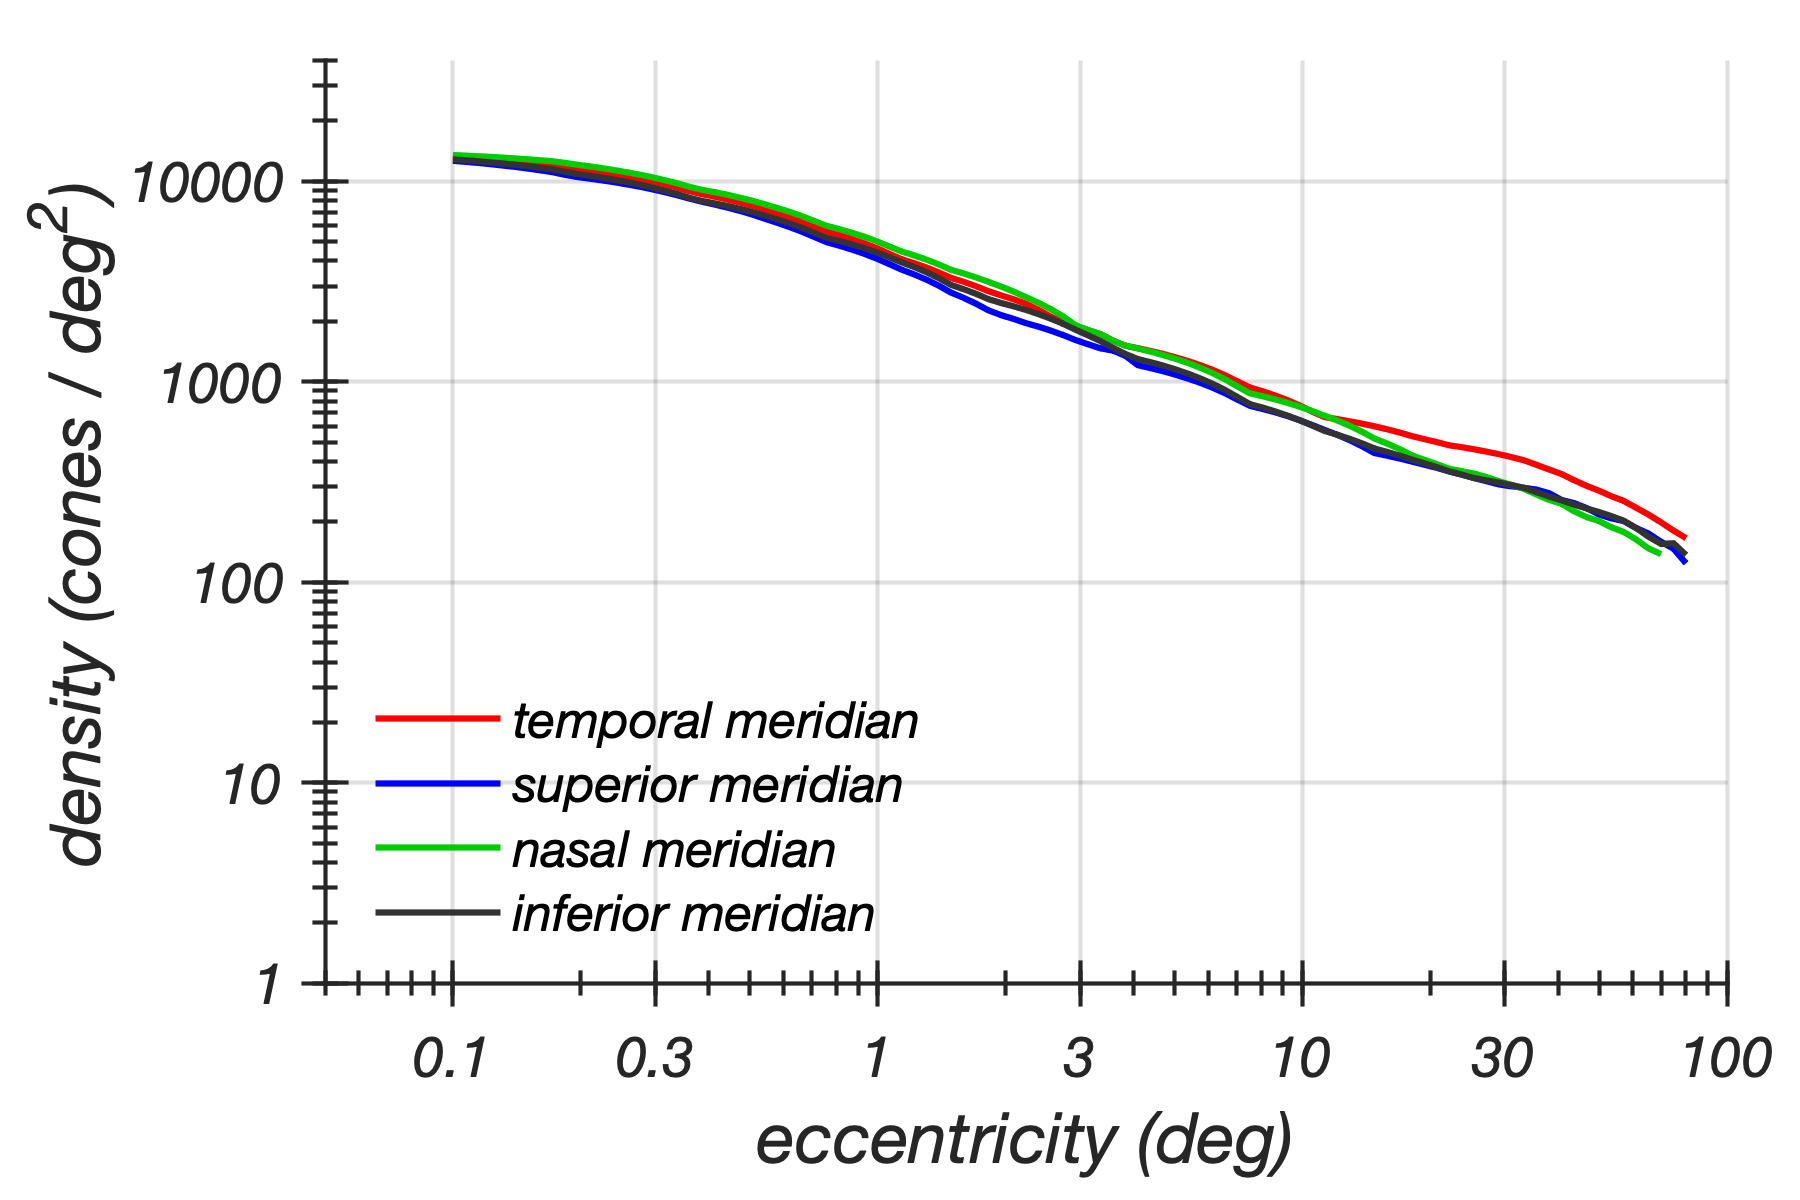 density (cones / deg²)
10000
1000
100
10
1
temporal meridian
superior meridian
nasal meridian
inferior meridian
0.1 0.3 1 3 10 30 100
eccentricity (deg)